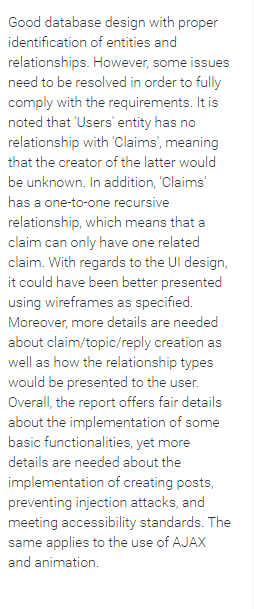 Good database design with proper
identification of entities and
relationships. However, some issues
need to be resolved in order to fully
comply with the requirements. It is
noted that 'Users' entity has no
relationship with 'Claims', meaning
that the creator of the latter would
be unknown. In addition, 'Claims'
has a one-to-one recursive
relationship, which means that a
claim can only have one related
claim. With regards to the UI design,
it could have been better presented
using wireframes as specified.
Moreover, more details are needed
about claim/topic/reply creation as
well as how the relationship types
would be presented to the user.
Overall, the report offers fair details
about the implementation of some
basic functionalities, yet more
details are needed about the
implementation of creating posts,
preventing injection attacks, and
meeting accessibility standards. The
same applies to the use of AJAX
and animation.